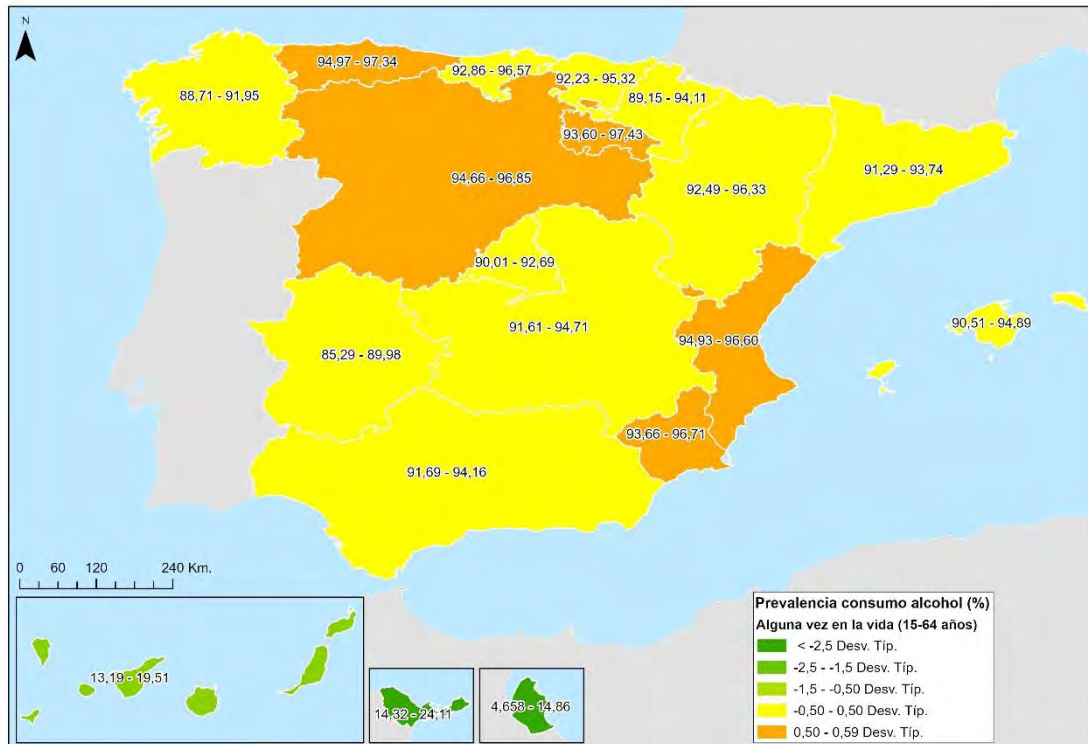 N
94,97 - 97,34
92,86 - 96,57
92,23 - 95,32
88,71 - 91,95
89,15 - 94,11
93,60 - 97,43
91,29 - 93,74
94,66 - 96,85
92,49 - 96,33
90,01 - 92,69
90,51 - 94,89
91,61 - 94,71
94,93 - 96,60
85,29 - 89,98
93,66 - 96,71
91,69 - 94,16
0 60 120 240 Km.
13,19 - 19,51
14,32 - 24,11
4,658 - 14,86
Prevalencia consumo alcohol (%)
Alguna vez en la vida (15-64 años)
< -2,5 Desv. Típ.
-2,5 - -1,5 Desv. Típ.
-1,5 - -0,50 Desv. Típ.
-0,50 - 0,50 Desv. Típ.
0,50 - 0,59 Desv. Típ.